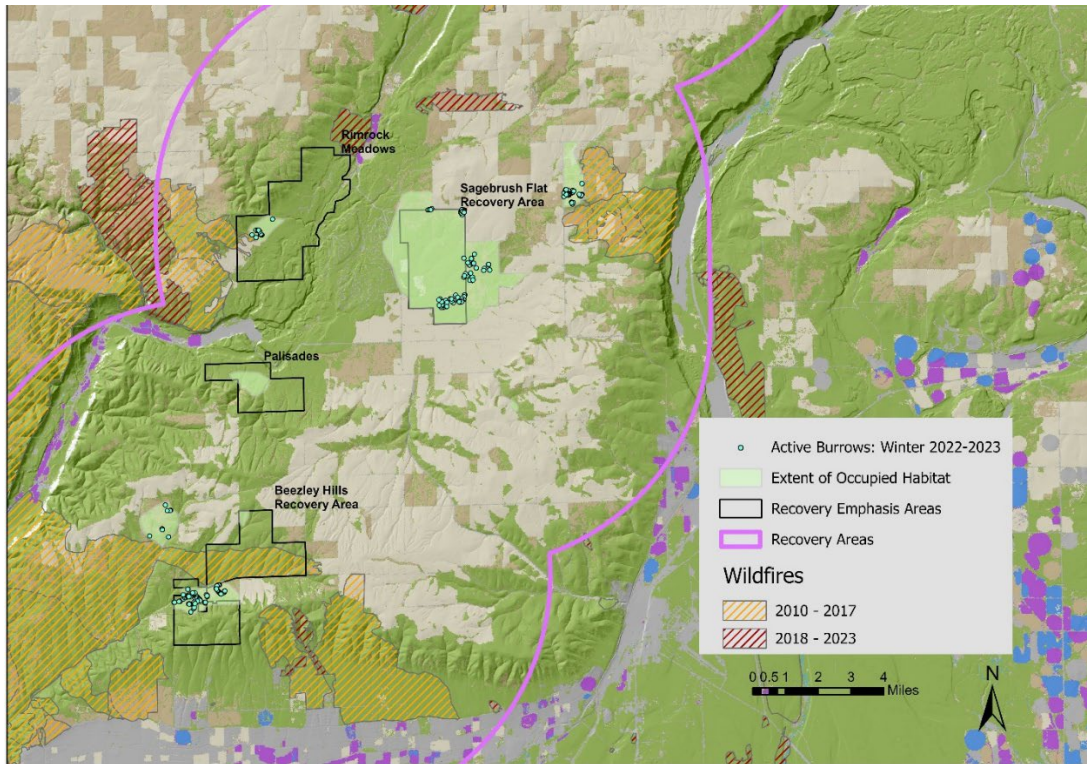 Rimrock
Meadows
Sagebrush Flat
Recovery Area
Palisades
Beezley Hills
Recovery Area
Active Burrows: Winter 2022-2023
Extent of Occupied Habitat
Recovery Emphasis Areas
Recovery Areas
Wildfires
2010 - 2017
2018 - 2023
0 0.5 1 2 3 4
Miles
N